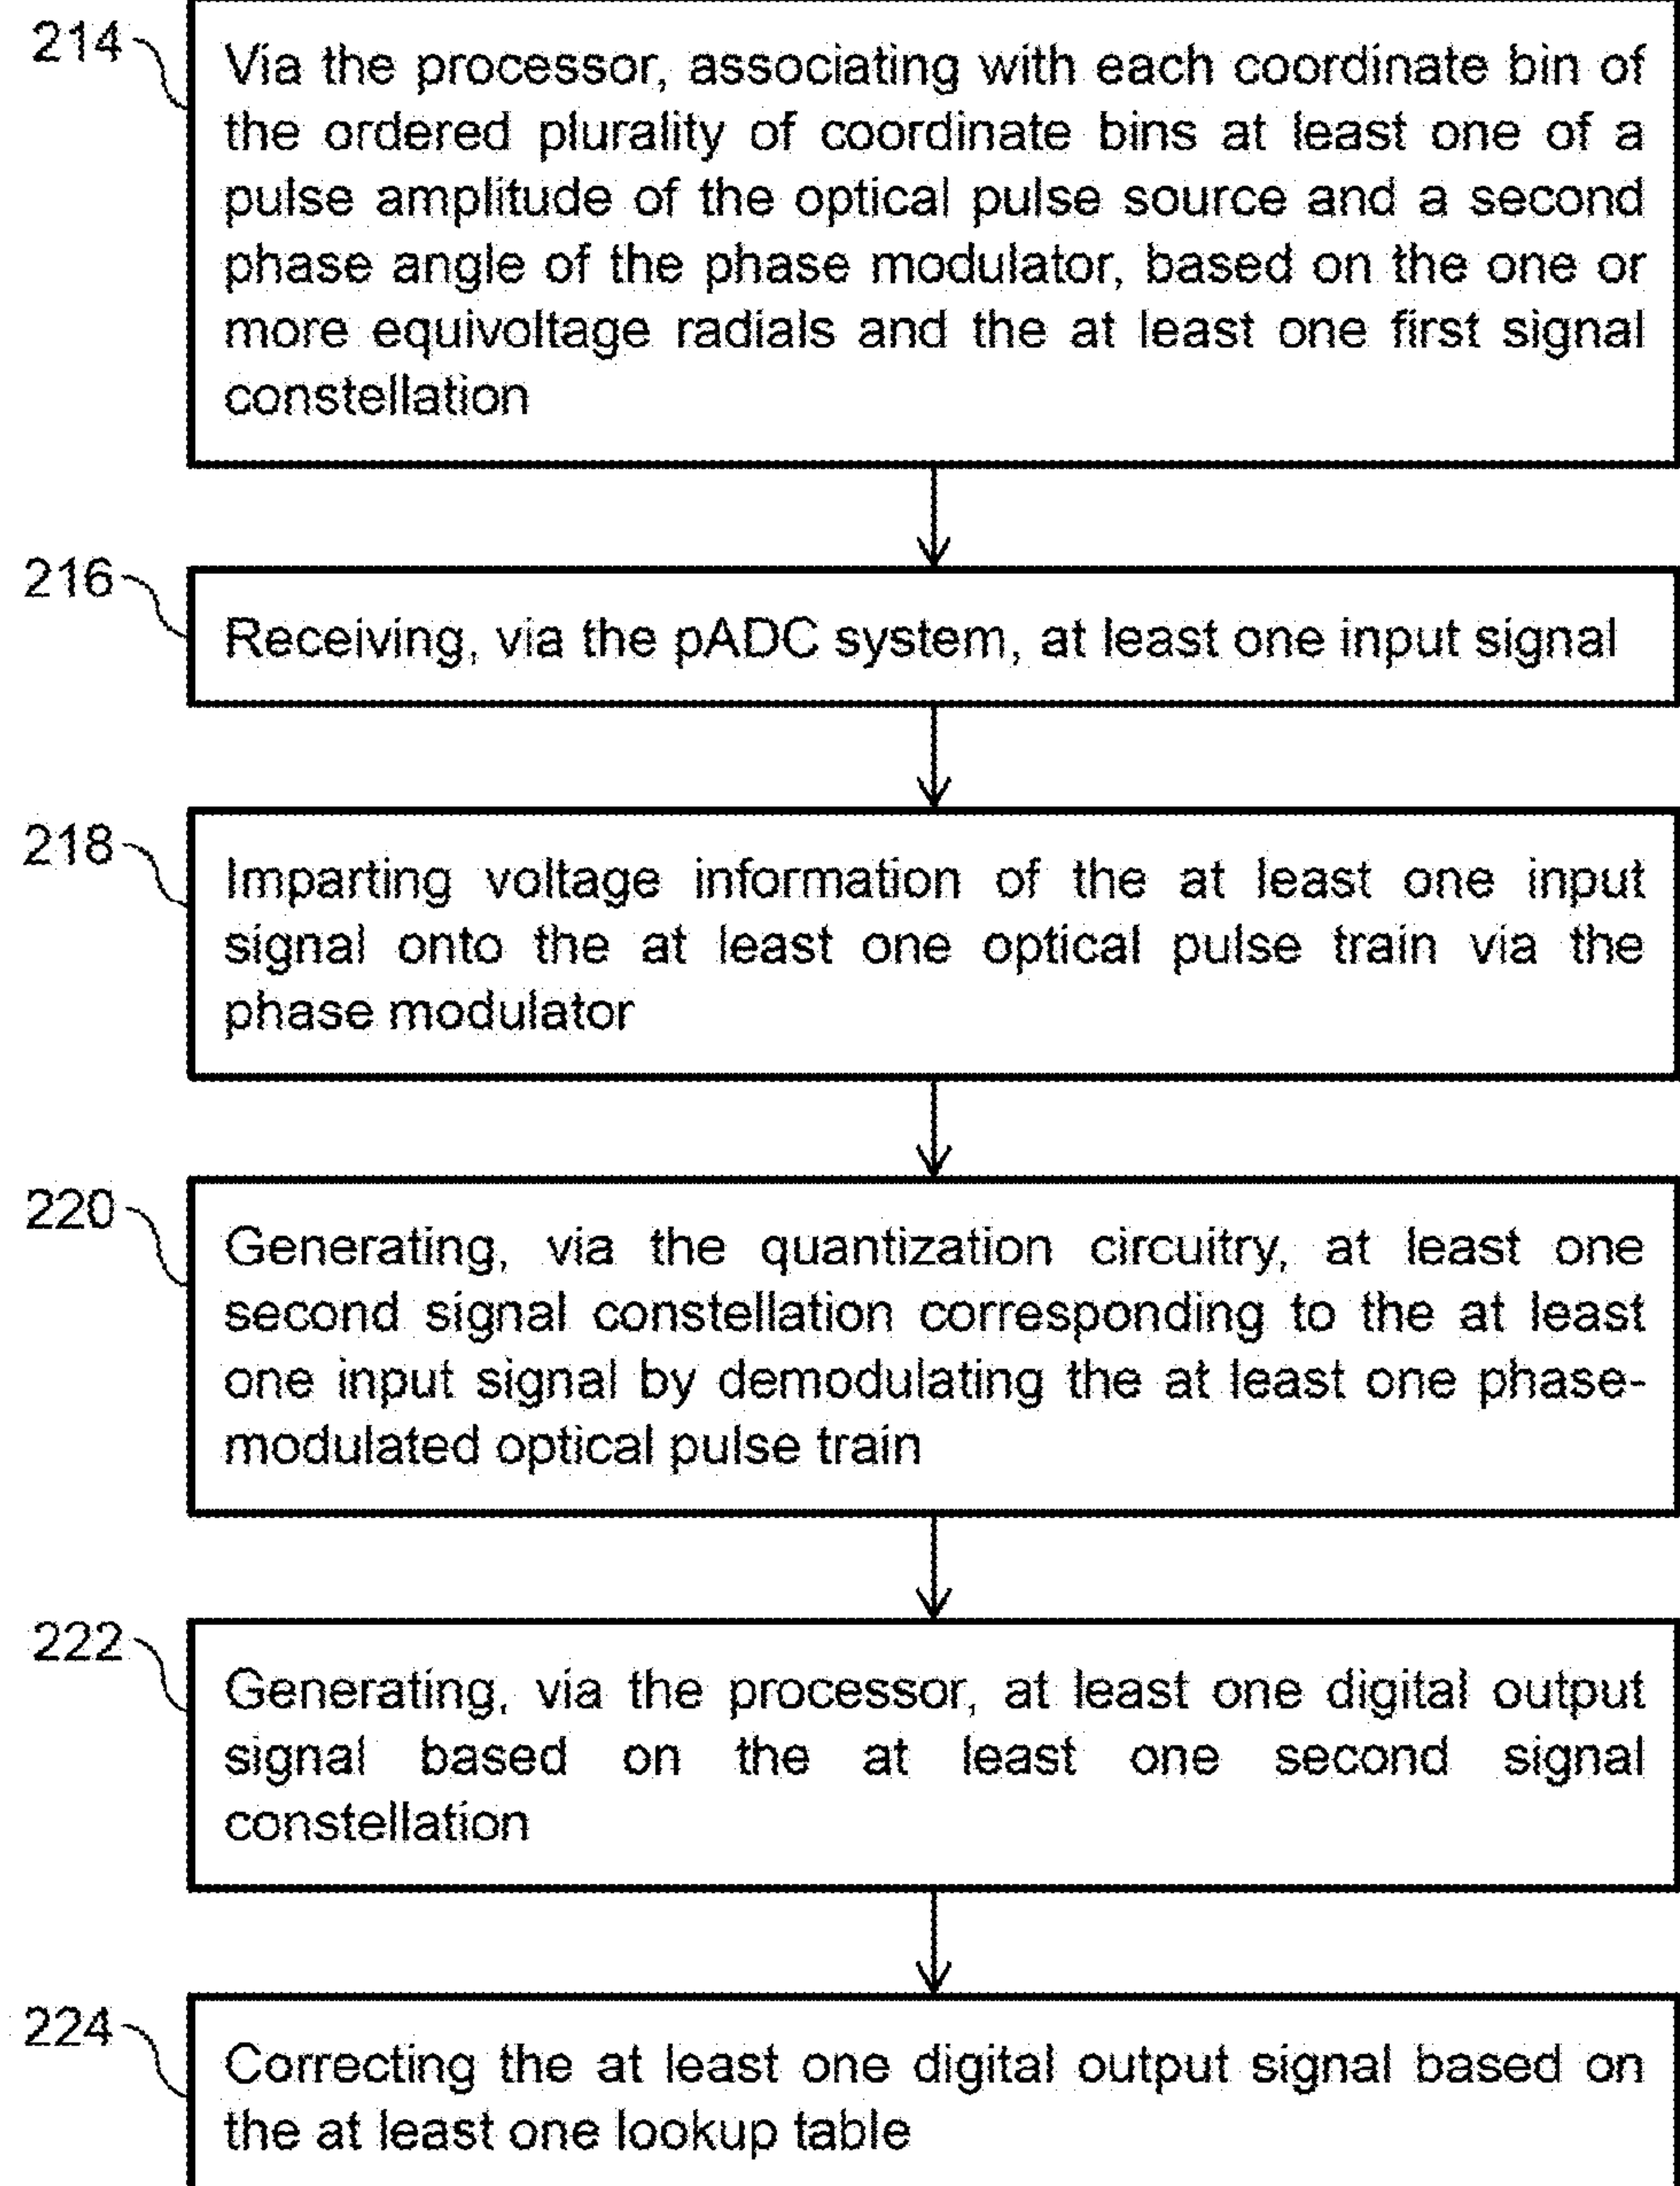 214
Via the processor, associating with each coordinate bin of
the ordered plurality of coordinate bins at least one of a
pulse amplitude of the optical pulse source and a second
phase angle of the phase modulator, based on the one or
more equivoltage radials and the at least one first signal
constellation
216
Receiving, via the pADC system, at least one input signal
218
Imparting voltage information of the at least one input
signal onto the at least one optical pulse train via the
phase modulator
220
Generating, via the quantization circuitry, at least one
second signal constellation corresponding to the at least
one input signal by demodulating the at least one phase-
modulated optical pulse train
222
Generating, via the processor, at least one digital output
signal based on the at least one second signal
constellation
224
Correcting the at least one digital output signal based on
the at least one lookup table